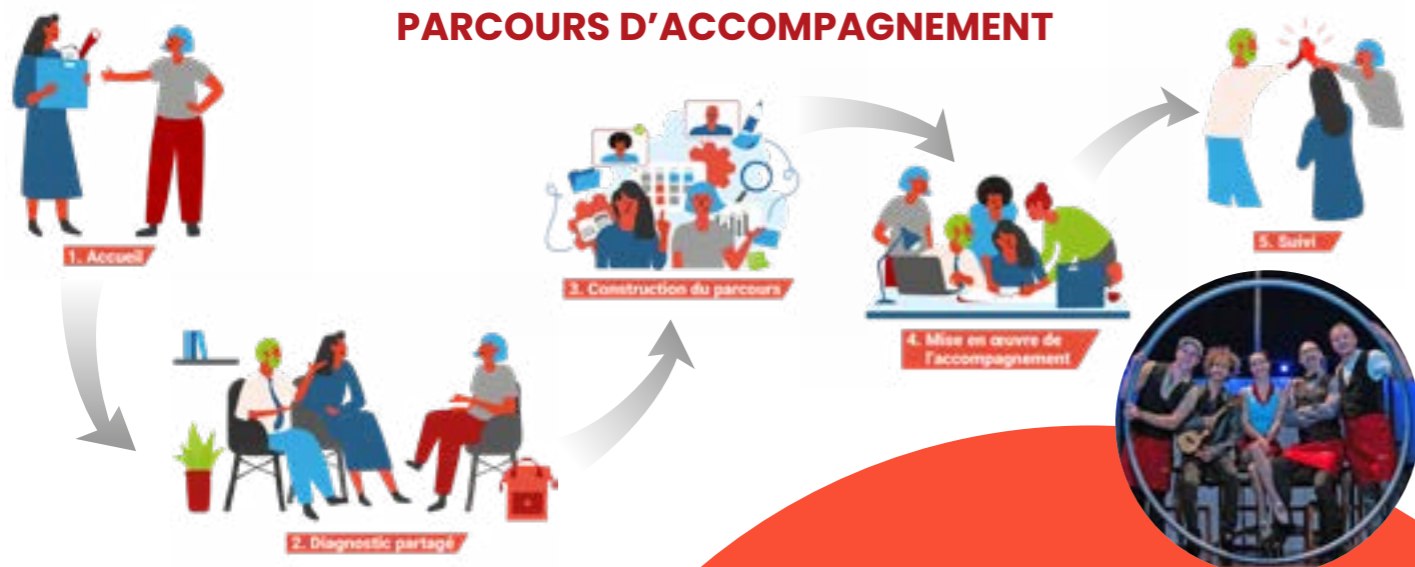 PARCOURS D'ACCOMPAGNEMENT
1. Accueil
2. Diagnostic partagé
3. Construction du parcours
4. Mise en œuvre de
l'accompagnement
5. Suivi